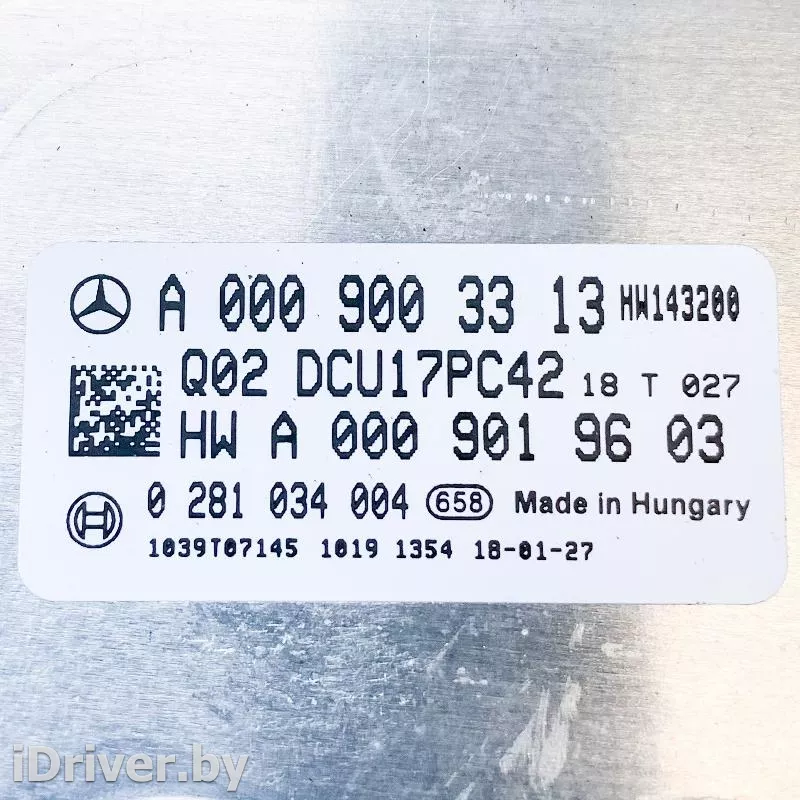 A 000 900 33 13 HW143200
Q02 DCU17PC42 18 T 027
HW A 000 901 96 03
0 281 034 004 658 Made in Hungary
1039T07145 1019 1354 18-01-27
iDriver.by